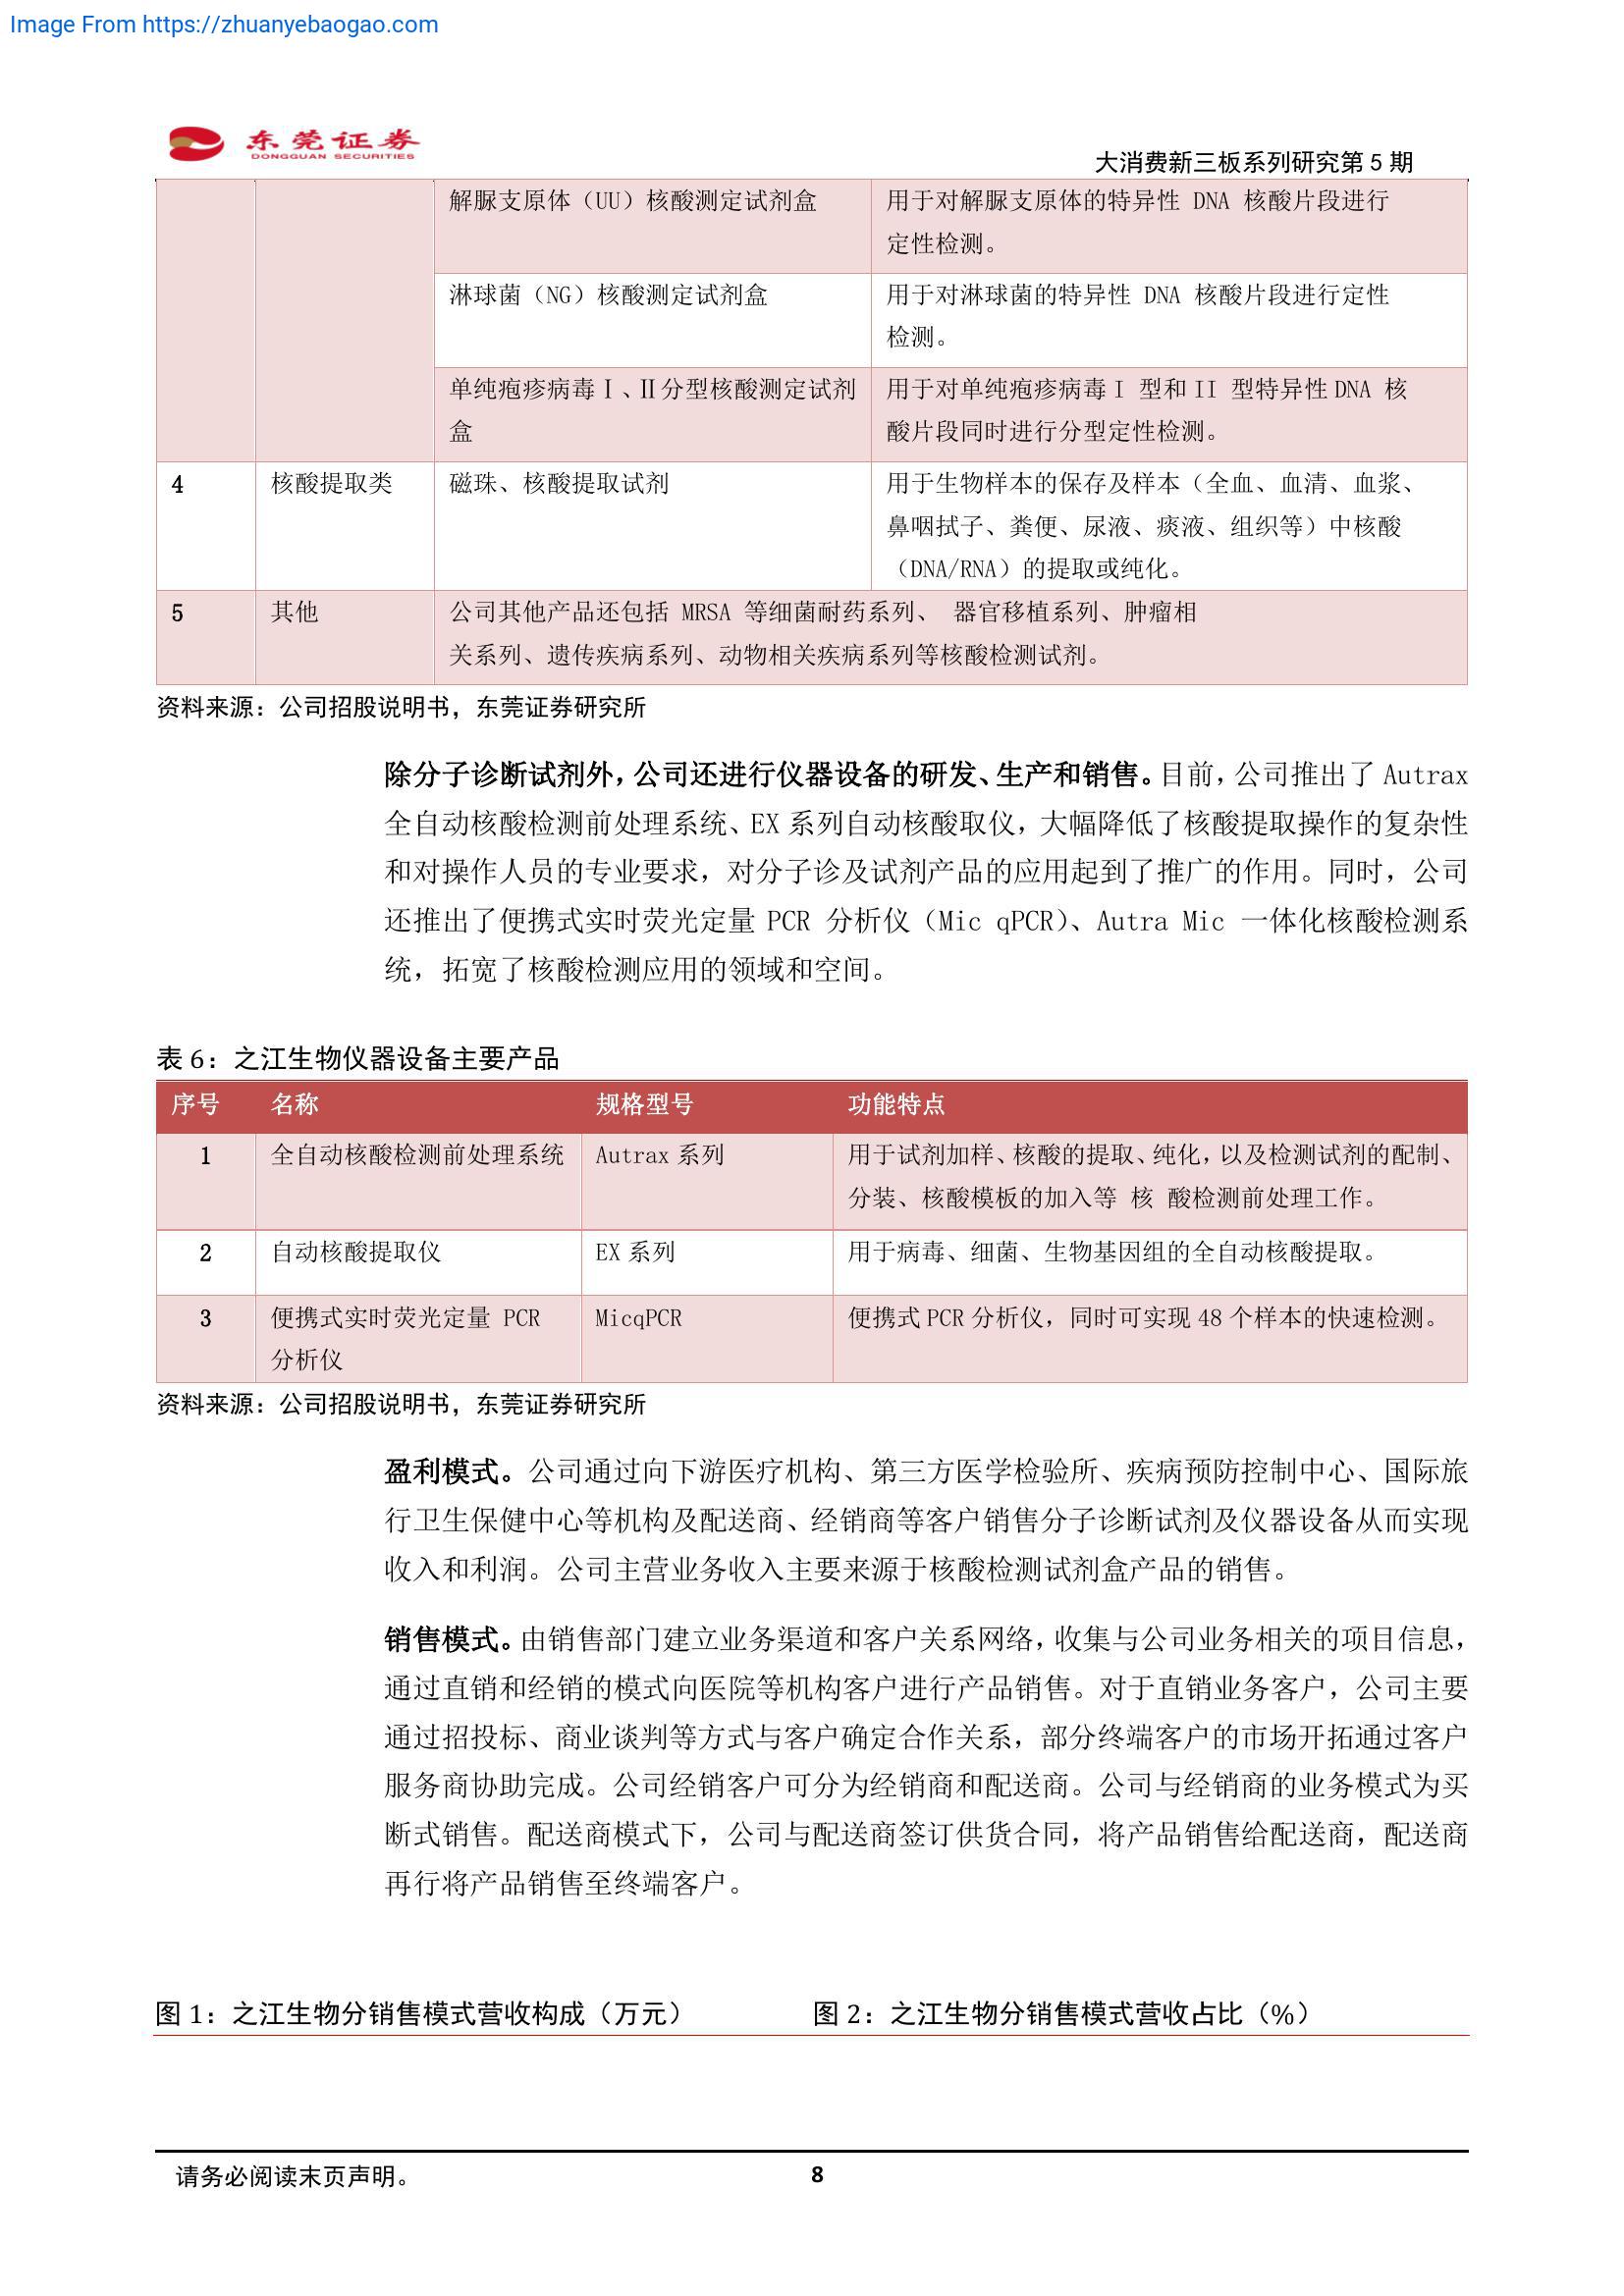 Image From https://zhuanyebaogao.com
东莞证券
DONGGUAN SECURITIES
大消费新三板系列研究第 5 期
解脲支原体（UU）核酸测定试剂盒
用于对解脲支原体的特异性 DNA 核酸片段进行
定性检测。
淋球菌（NG）核酸测定试剂盒
用于对淋球菌的特异性 DNA 核酸片段进行定性
检测。
单纯疱疹病毒Ⅰ、Ⅱ分型核酸测定试剂
盒
用于对单纯疱疹病毒 I 型和 II 型特异性 DNA 核
酸片段同时进行分型定性检测。
4
核酸提取类
磁珠、核酸提取试剂
用于生物样本的保存及样本（全血、血清、血浆、
鼻咽拭子、粪便、尿液、痰液、组织等）中核酸
（DNA/RNA）的提取或纯化。
5
其他
公司其他产品还包括 MRSA 等细菌耐药系列、 器官移植系列、肿瘤相
关系列、遗传疾病系列、动物相关疾病系列等核酸检测试剂。
资料来源：公司招股说明书，东莞证券研究所
除分子诊断试剂外，公司还进行仪器设备的研发、生产和销售。目前，公司推出了 Autrax
全自动核酸检测前处理系统、EX 系列自动核酸取仪，大幅降低了核酸提取操作的复杂性
和对操作人员的专业要求，对分子诊及试剂产品的应用起到了推广的作用。同时，公司
还推出了便携式实时荧光定量 PCR 分析仪（Mic qPCR）、Autra Mic 一体化核酸检测系
统，拓宽了核酸检测应用的领域和空间。
表 6：之江生物仪器设备主要产品
序号
名称
规格型号
功能特点
1
全自动核酸检测前处理系统
Autrax 系列
用于试剂加样、核酸的提取、纯化，以及检测试剂的配制、
分装、核酸模板的加入等 核 酸检测前处理工作。
2
自动核酸提取仪
EX 系列
用于病毒、细菌、生物基因组的全自动核酸提取。
3
便携式实时荧光定量 PCR
分析仪
MicqPCR
便携式 PCR 分析仪，同时可实现 48 个样本的快速检测。
资料来源：公司招股说明书，东莞证券研究所
盈利模式。公司通过向下游医疗机构、第三方医学检验所、疾病预防控制中心、国际旅
行卫生保健中心等机构及配送商、经销商等客户销售分子诊断试剂及仪器设备从而实现
收入和利润。公司主营业务收入主要来源于核酸检测试剂盒产品的销售。
销售模式。由销售部门建立业务渠道和客户关系网络，收集与公司业务相关的项目信息，
通过直销和经销的模式向医院等机构客户进行产品销售。对于直销业务客户，公司主要
通过招投标、商业谈判等方式与客户确定合作关系，部分终端客户的市场开拓通过客户
服务商协助完成。公司经销客户可分为经销商和配送商。公司与经销商的业务模式为买
断式销售。配送商模式下，公司与配送商签订供货合同，将产品销售给配送商，配送商
再行将产品销售至终端客户。
图 1：之江生物分销售模式营收构成（万元）
图 2：之江生物分销售模式营收占比（%）
请务必阅读末页声明。
8